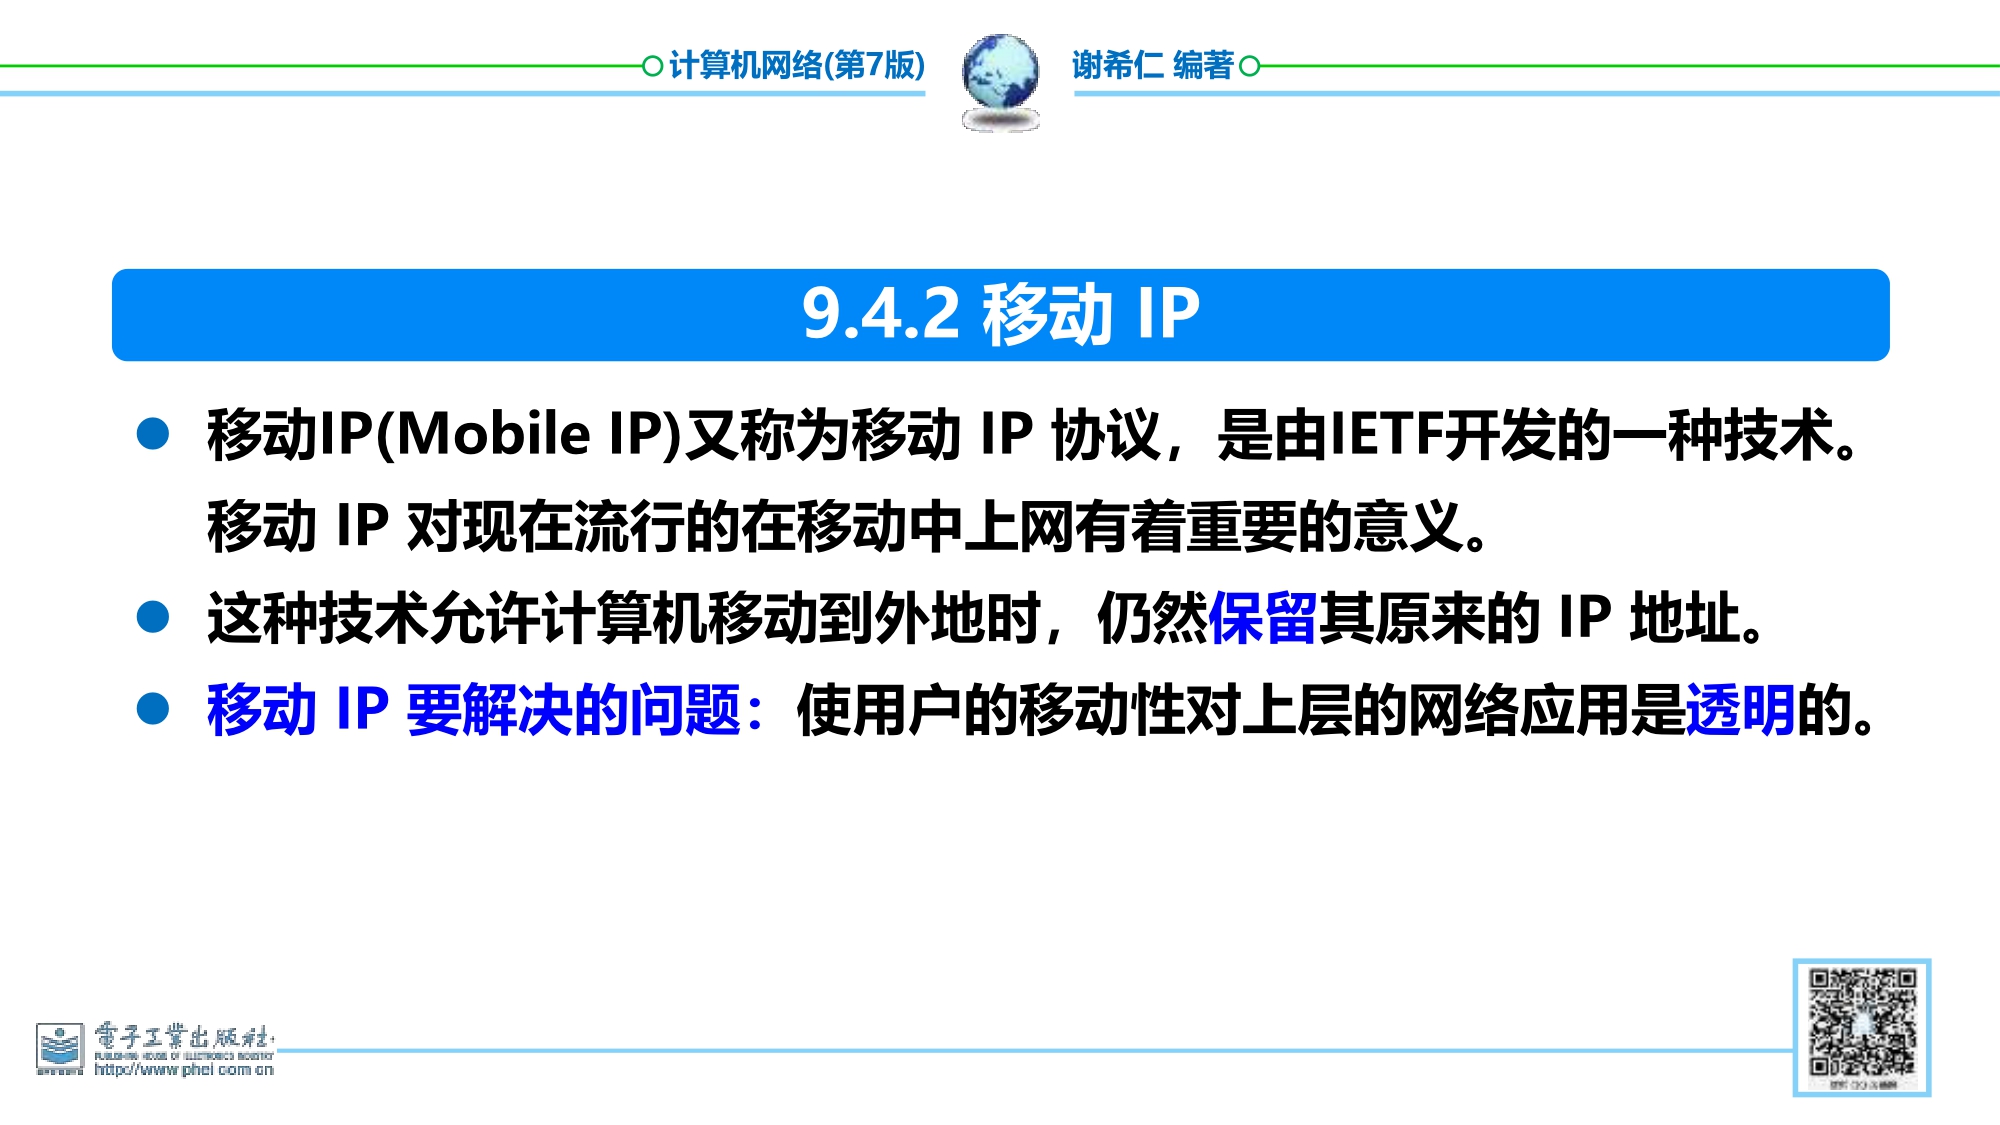 计算机网络(第7版)
谢希仁 编著
9.4.2 移动 IP
移动IP(Mobile IP)又称为移动 IP 协议，是由IETF开发的一种技术。
移动 IP 对现在流行的在移动中上网有着重要的意义。
这种技术允许计算机移动到外地时，仍然保留其原来的 IP 地址。
移动 IP 要解决的问题：使用户的移动性对上层的网络应用是透明的。
電子工業出版社
PUBLISHING HOUSE OF ELECTRONICS INDUSTRY
http://www.phei.com.cn